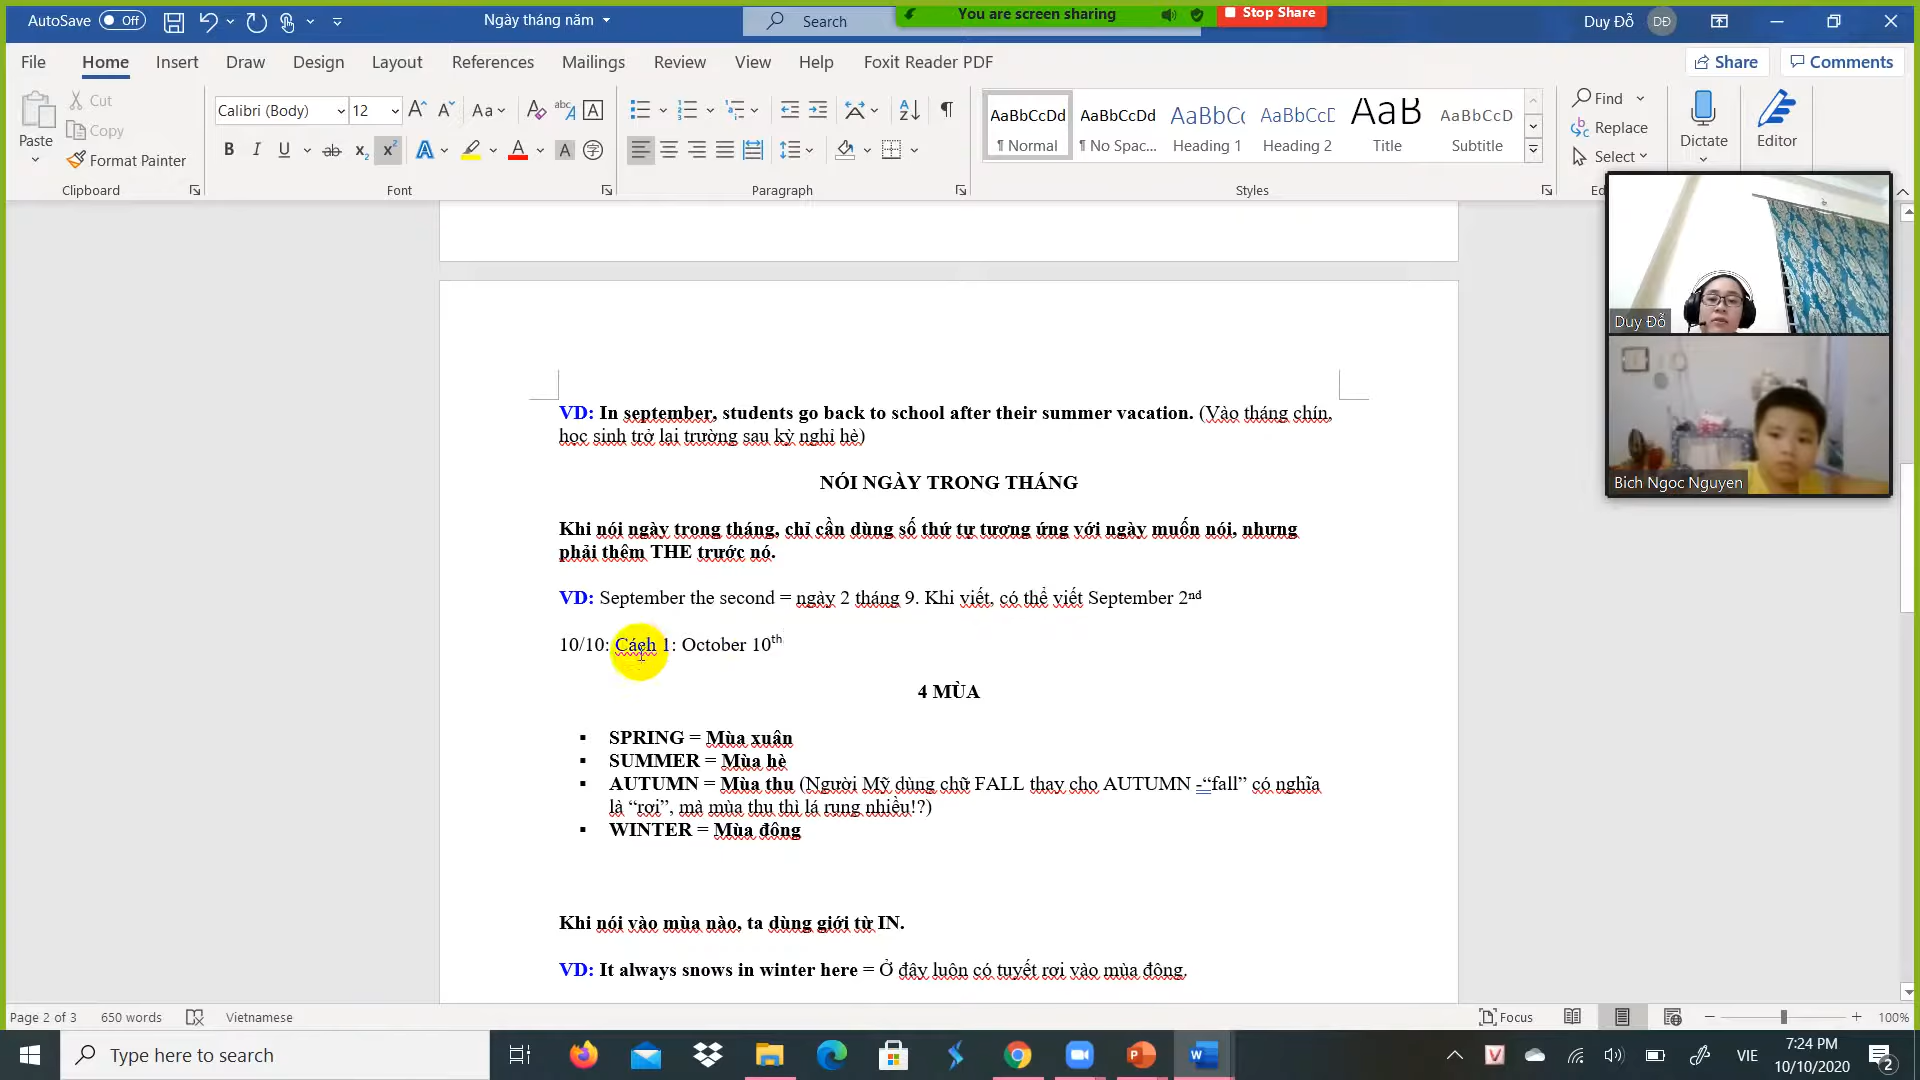 AutoSave Off Ngày tháng năm Search You are screen sharing Stop Share Duy Đỗ DĐ
File Home Insert Draw Design Layout References Mailings Review View Help Foxit Reader PDF Share Comments
Paste Cut Copy Format Painter
Calibri (Body) 12
AaBbCcDd AaBbCcDd AaBbCc AaBbCcD AaB AaBbCcD
¶ Normal ¶ No Spac... Heading 1 Heading 2 Title Subtitle
Find Replace Select Dictate Editor
Clipboard Font Paragraph Styles
Duy Đỗ
Bich Ngoc Nguyen
VD: In september, students go back to school after their summer vacation. (Vào tháng chín,
học sinh trở lại trường sau kỳ nghỉ hè)
NÓI NGÀY TRONG THÁNG
Khi nói ngày trong tháng, chỉ cần dùng số thứ tự tương ứng với ngày muốn nói, nhưng
phải thêm THE trước nó.
VD: September the second = ngày 2 tháng 9. Khi viết, có thể viết September 2nd
10/10: Cách 1: October 10th
4 MÙA
▪ SPRING = Mùa xuân
▪ SUMMER = Mùa hè
▪ AUTUMN = Mùa thu (Người Mỹ dùng chữ FALL thay cho AUTUMN -“fall” có nghĩa
là “rơi”, mà mùa thu thì lá rụng nhiều!?)
▪ WINTER = Mùa đông
Khi nói vào mùa nào, ta dùng giới từ IN.
VD: It always snows in winter here = Ở đây luôn có tuyết rơi vào mùa đông.
Page 2 of 3 650 words Vietnamese Focus 100%
Type here to search VIE 7:24 PM
10/10/2020 2